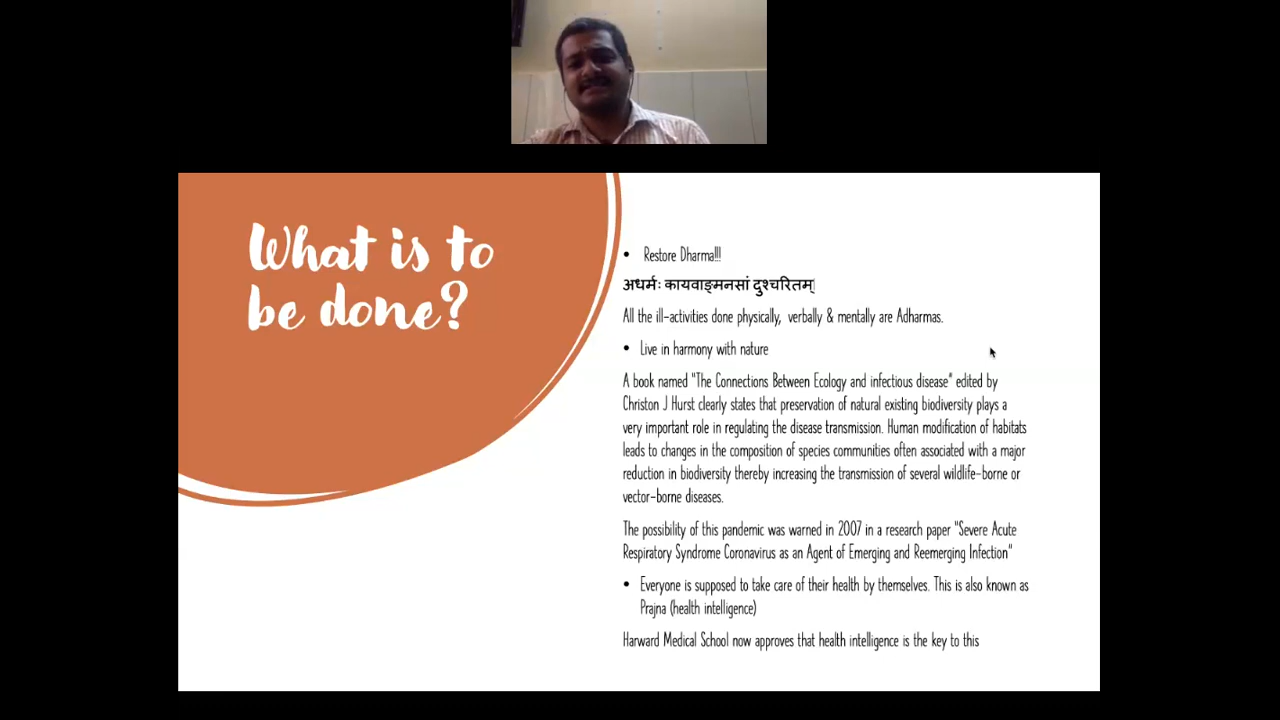 What is to
be done?
• Restore Dharma!!!
अधर्मः कायवाङ्मनसां दुश्चरितम्
All the ill-activities done physically, verbally & mentally are Adharmas.
• Live in harmony with nature
A book named "The Connections Between Ecology and infectious disease" edited by
Christon J Hurst clearly states that preservation of natural existing biodiversity plays a
very important role in regulating the disease transmission. Human modification of habitats
leads to changes in the composition of species communities often associated with a major
reduction in biodiversity thereby increasing the transmission of several wildlife-borne or
vector-borne diseases.
The possibility of this pandemic was warned in 2007 in a research paper "Severe Acute
Respiratory Syndrome Coronavirus as an Agent of Emerging and Reemerging Infection"
• Everyone is supposed to take care of their health by themselves. This is also known as
Prajna (health intelligence)
Harward Medical School now approves that health intelligence is the key to this